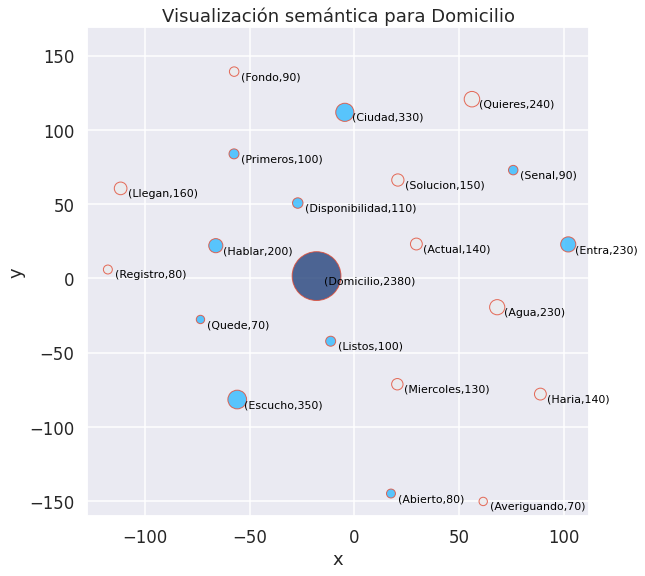 Visualización semántica para Domicilio
150
(Fondo,90)
(Quieres,240)
(Ciudad,330)
100
(Primeros,100)
(Senal,90)
(Solucion,150)
(Llegan,160)
50
(Disponibilidad,110)
(Hablar,200)
(Actual,140)
(Entra,230)
(Registro,80)
y
0
(Domicilio,2380)
(Agua,230)
(Quede,70)
(Listos,100)
−50
(Miercoles,130)
(Haria,140)
(Escucho,350)
−100
(Abierto,80)
−150
(Averiguando,70)
−100 −50 0 50 100
x